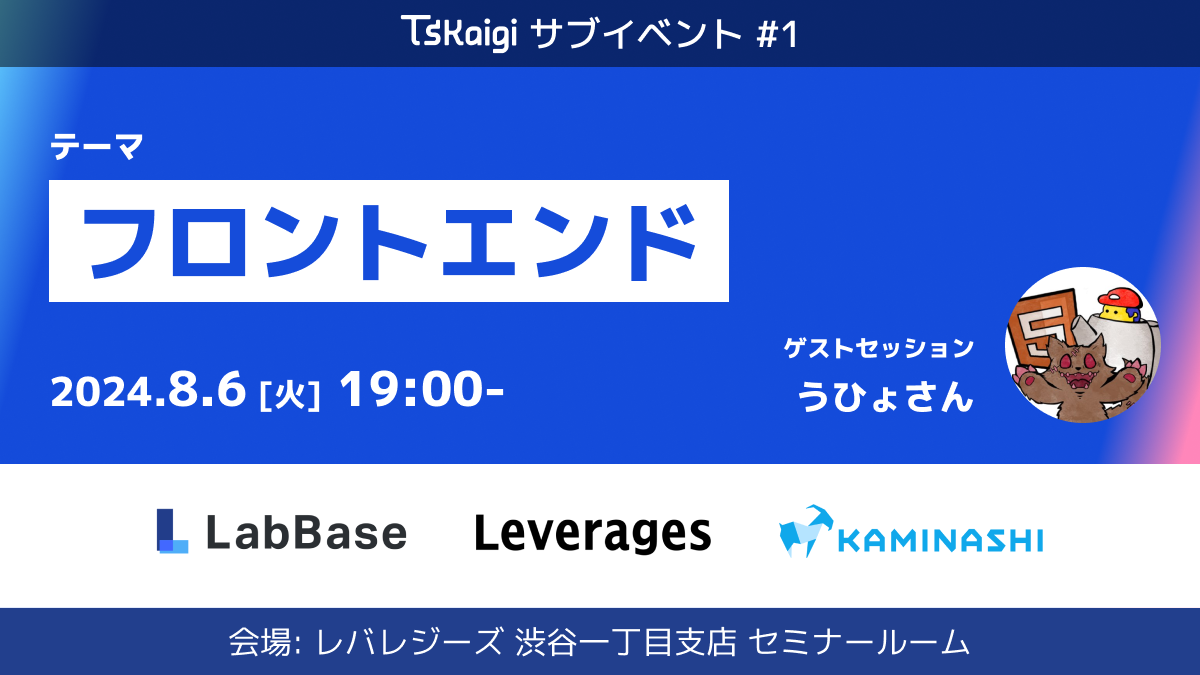 TSKaigi サブイベント #1
テーマ
フロントエンド
2024.8.6 [火] 19:00-
ゲストセッション
うひょさん
LabBase
Leverages
KAMINASHI
会場: レバレジーズ 渋谷一丁目支店 セミナールーム